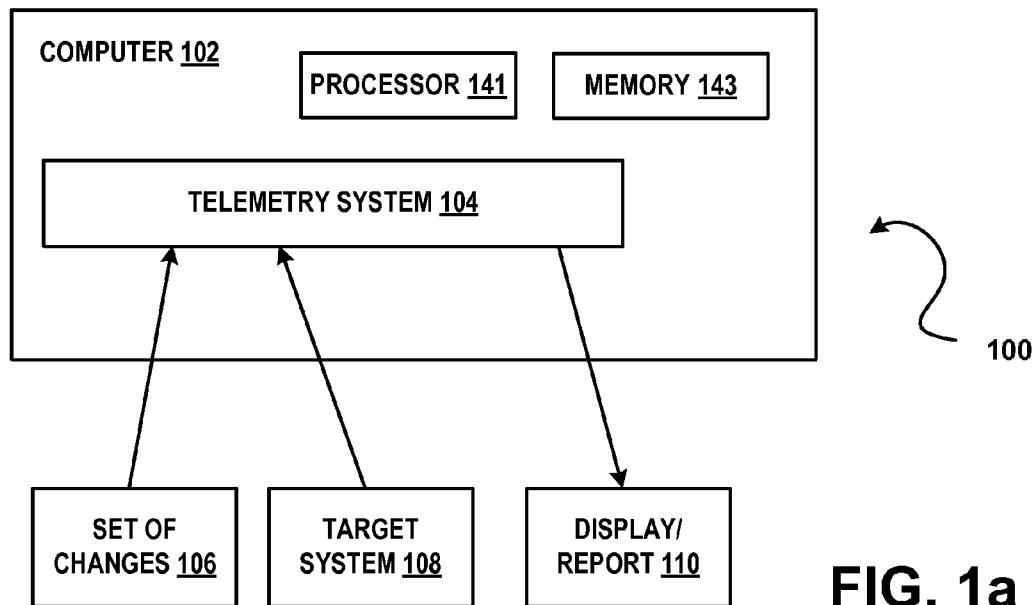 COMPUTER 102
PROCESSOR 141
MEMORY 143
TELEMETRY SYSTEM 104
100
SET OF
CHANGES 106
TARGET
SYSTEM 108
DISPLAY/
REPORT 110
FIG. 1a